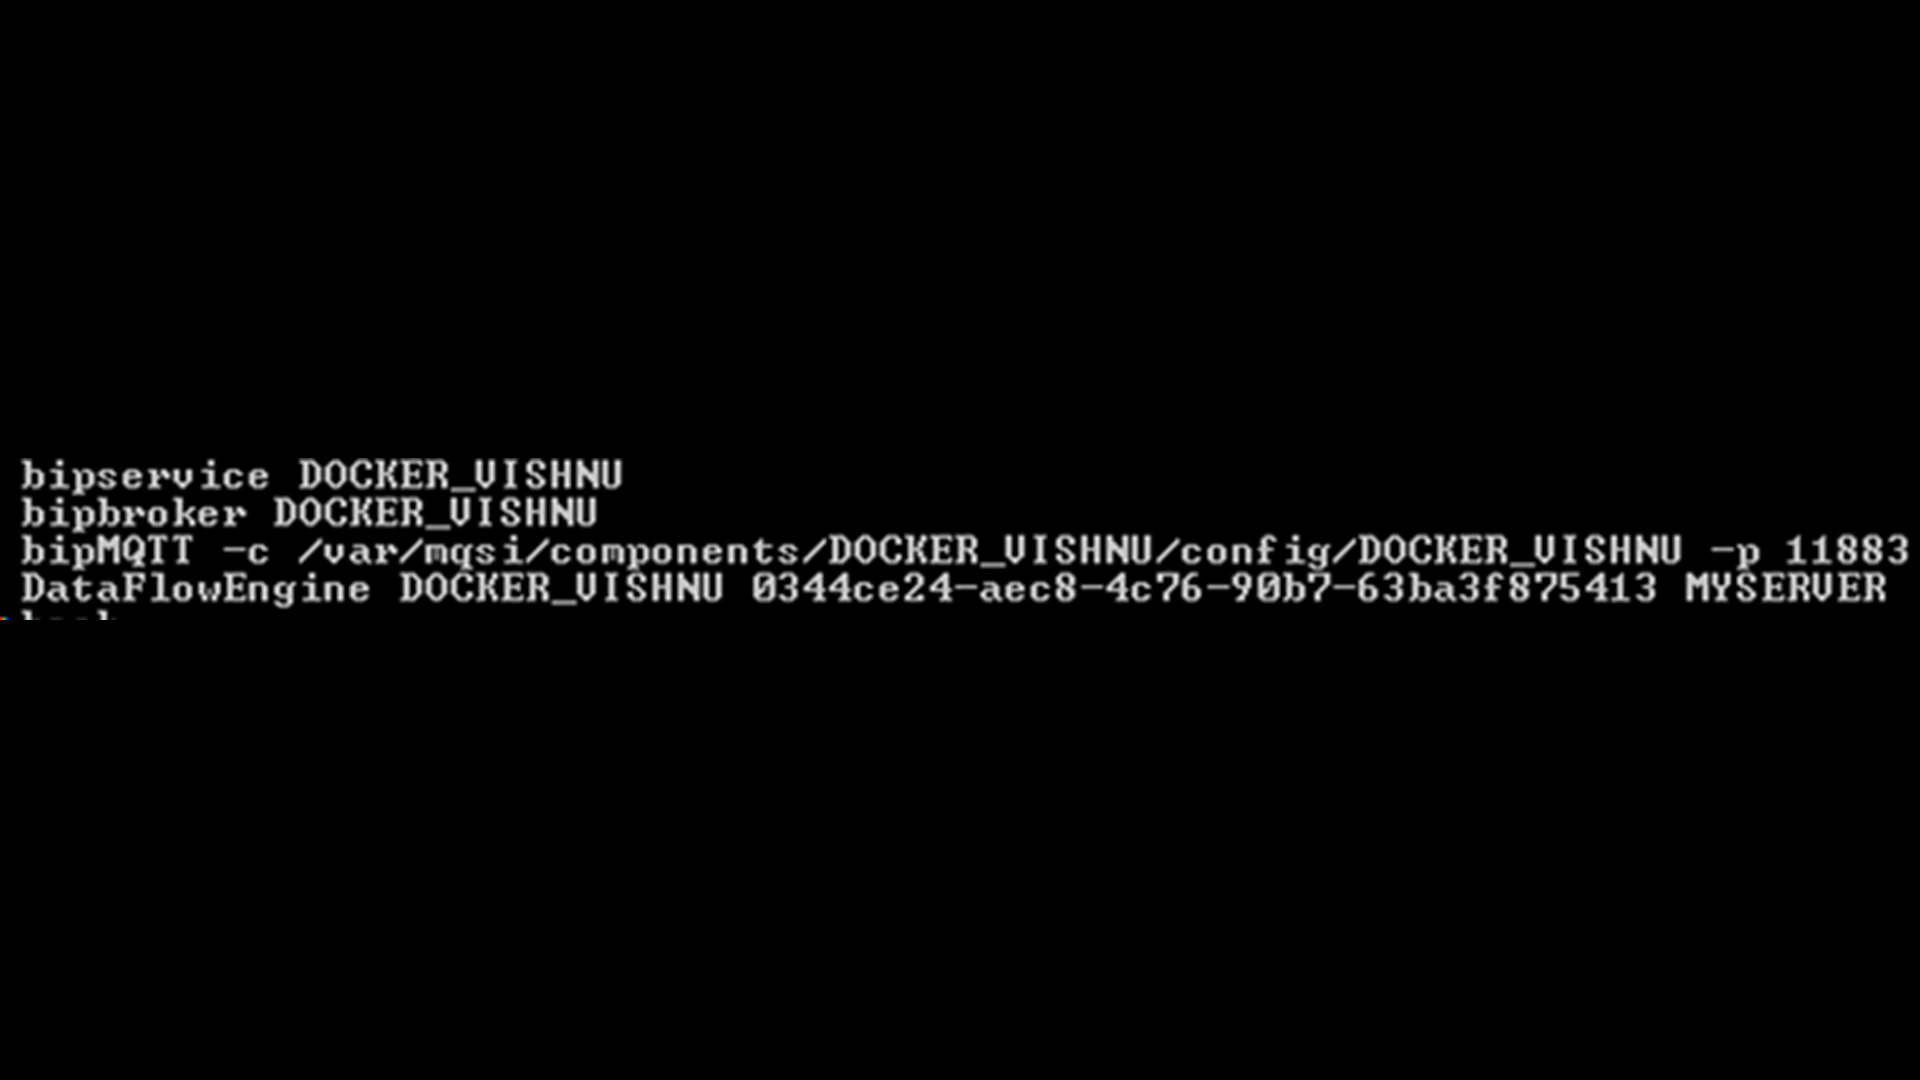 bipservice DOCKER_VISHNU
bipbroker DOCKER_VISHNU
bipMQTT -c /var/mqsi/components/DOCKER_VISHNU/config/DOCKER_VISHNU -p 11883
DataFlowEngine DOCKER_VISHNU 0344ce24-aec8-4c76-90b7-63ba3f875413 MYSERVER